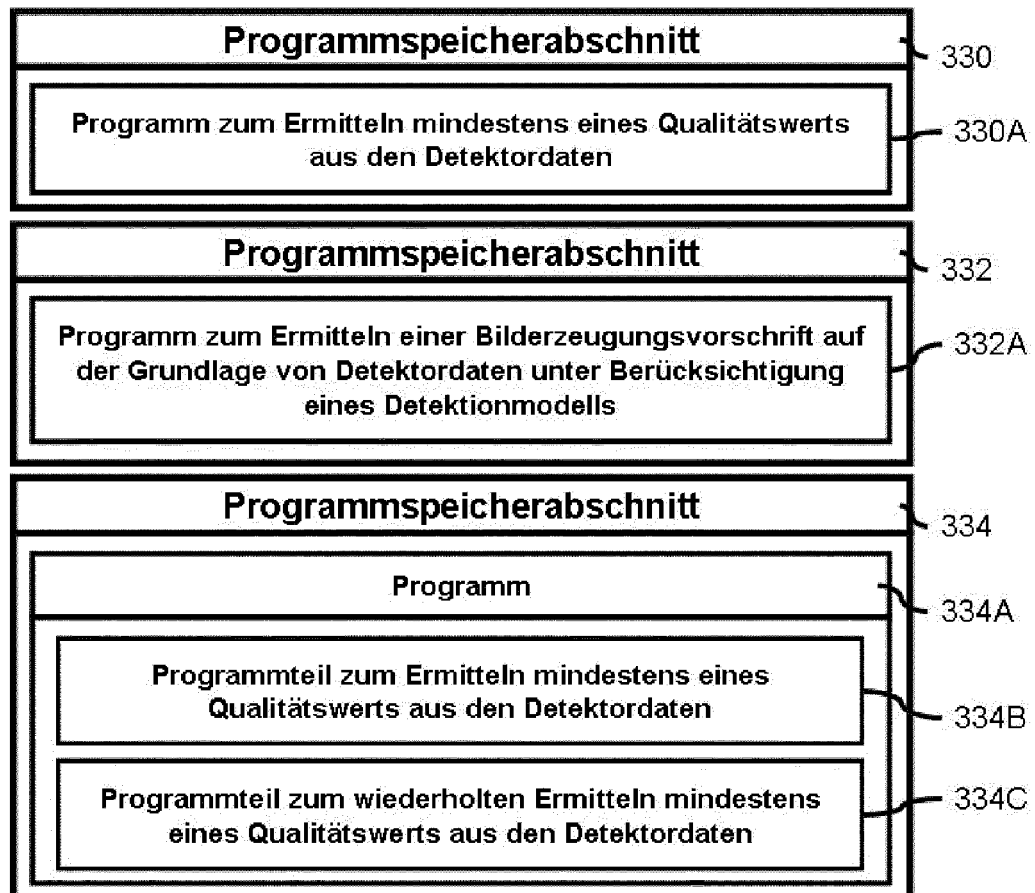 Programmspeicherabschnitt
330
Programm zum Ermitteln mindestens eines Qualitätswerts
aus den Detektordaten
330A
Programmspeicherabschnitt
332
Programm zum Ermitteln einer Bilderzeugungsvorschrift auf
der Grundlage von Detektordaten unter Berücksichtigung
eines Detektionmodells
332A
Programmspeicherabschnitt
334
Programm
334A
Programmteil zum Ermitteln mindestens eines
Qualitätswerts aus den Detektordaten
334B
Programmteil zum wiederholten Ermitteln mindestens
eines Qualitätswerts aus den Detektordaten
334C